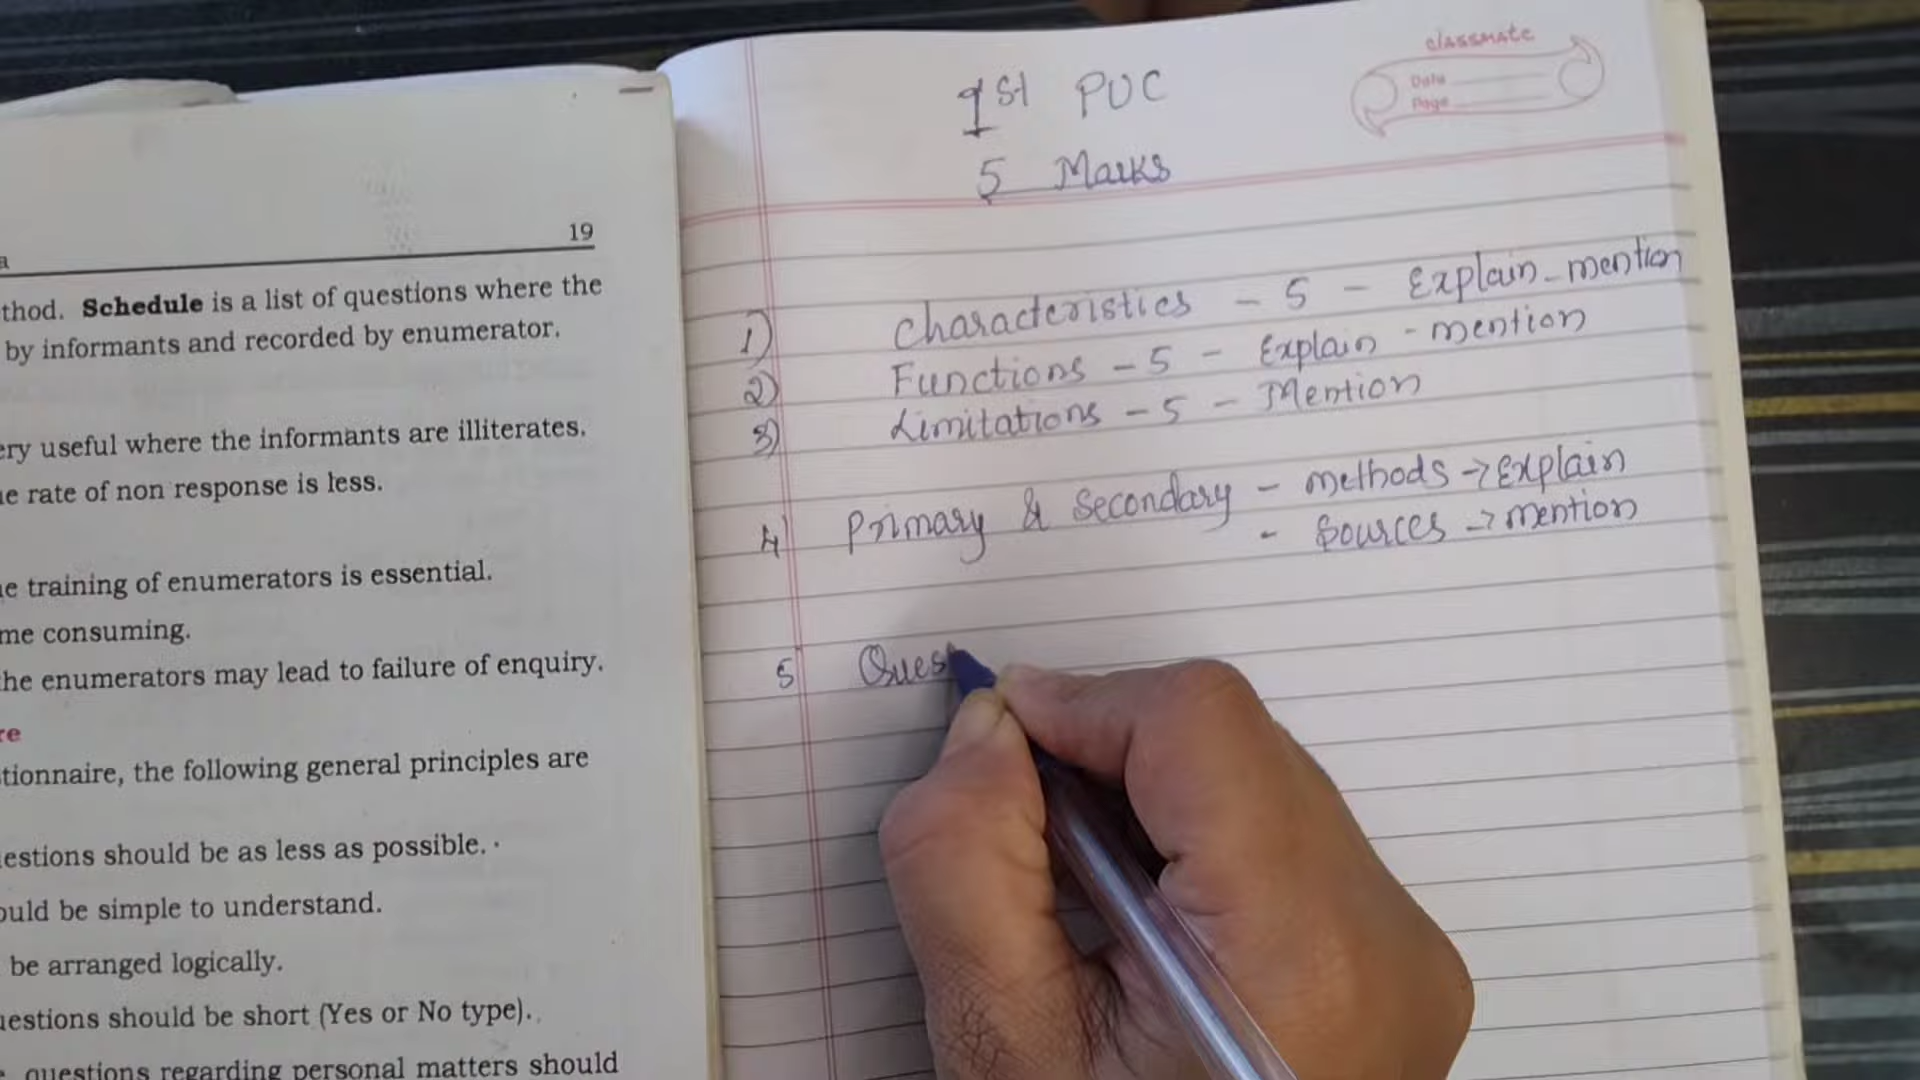 19
a
thod. Schedule is a list of questions where the
by informants and recorded by enumerator.
ery useful where the informants are illiterates.
e rate of non response is less.
e training of enumerators is essential.
me consuming.
he enumerators may lead to failure of enquiry.
re
tionnaire, the following general principles are
estions should be as less as possible.
ould be simple to understand.
be arranged logically.
uestions should be short (Yes or No type).
questions regarding personal matters should
classmate
Date
Page
1st PUC
5 Marks
1) Characteristics - 5 - Explain - mention
2) Functions - 5 - Explain - mention
3) Limitations - 5 - Mention
4) Primary & Secondary - methods → Explain
- Sources → mention
5) Ques